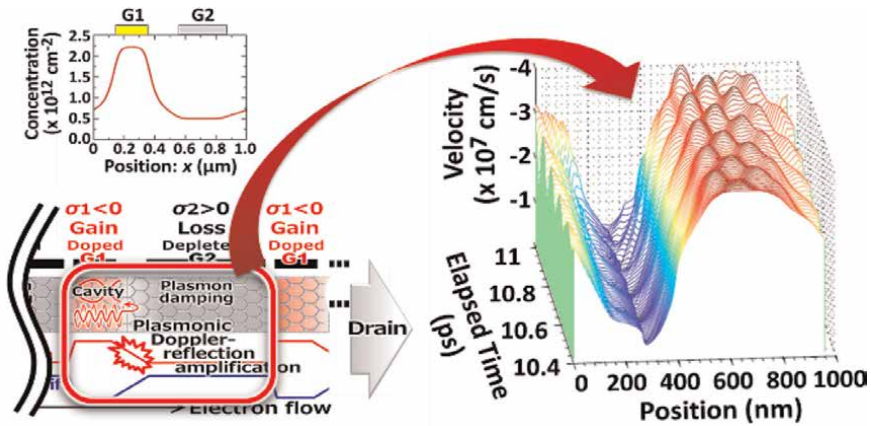 G1 G2
Concentration
(x 10¹² cm⁻²)
2.5
2.0
1.5
1.0
0.5
0
0 0.2 0.4 0.6 0.8 1.0
Position: x (μm)
σ1<0 σ2>0 σ1<0
Gain Loss Gain
Doped Deplete Doped
G1 G2 G1
Cavity
Plasmon
damping
Plasmonic
Doppler-
reflection
amplification
Drain
> Electron flow
Velocity
(x 10⁷ cm/s)
-4
-3
-2
-1
Elapsed Time
(ps)
11
10.8
10.6
10.4
0 200 400 600 800 1000
Position (nm)